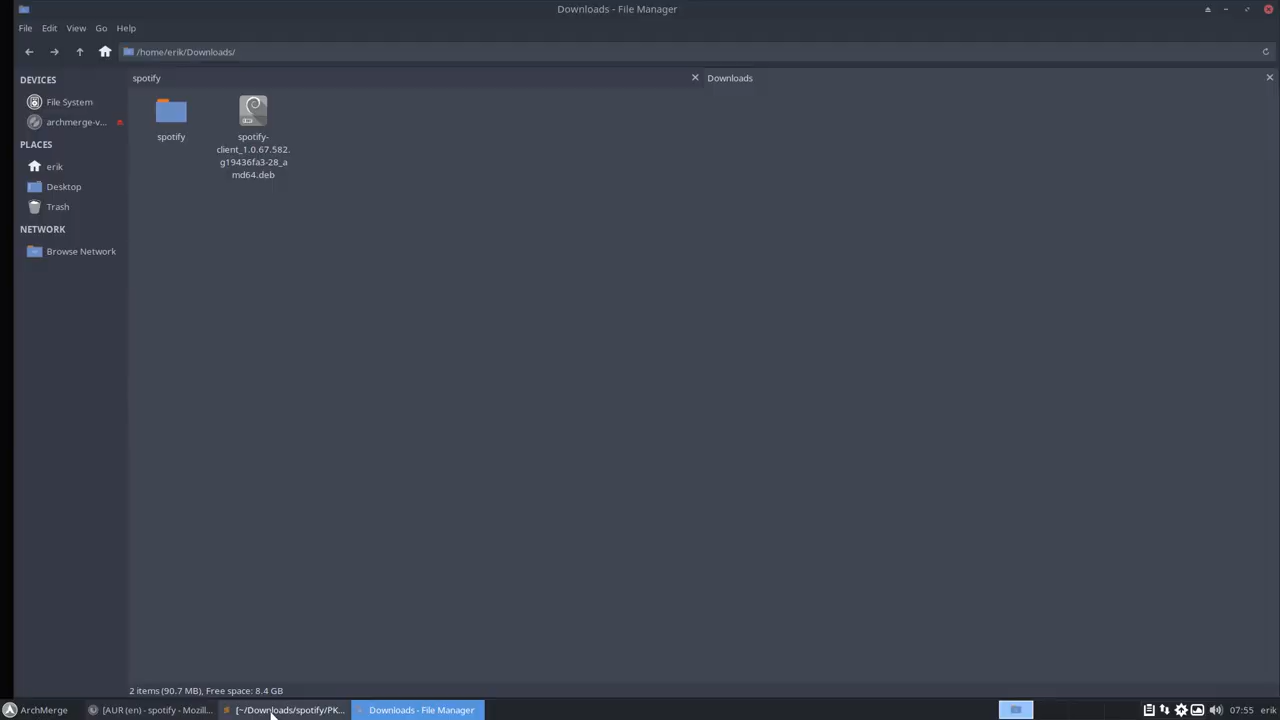 Downloads - File Manager
File Edit View Go Help
/home/erik/Downloads/
DEVICES
File System
archmerge-v...
PLACES
erik
Desktop
Trash
NETWORK
Browse Network
spotify
Downloads
spotify
spotify-
client_1.0.67.582.
g19436fa3-28_a
md64.deb
2 items (90.7 MB), Free space: 8.4 GB
ArchMerge
[AUR (en) - spotify - Mozill...
[~/Downloads/spotify/PK...
Downloads - File Manager
07:55 erik